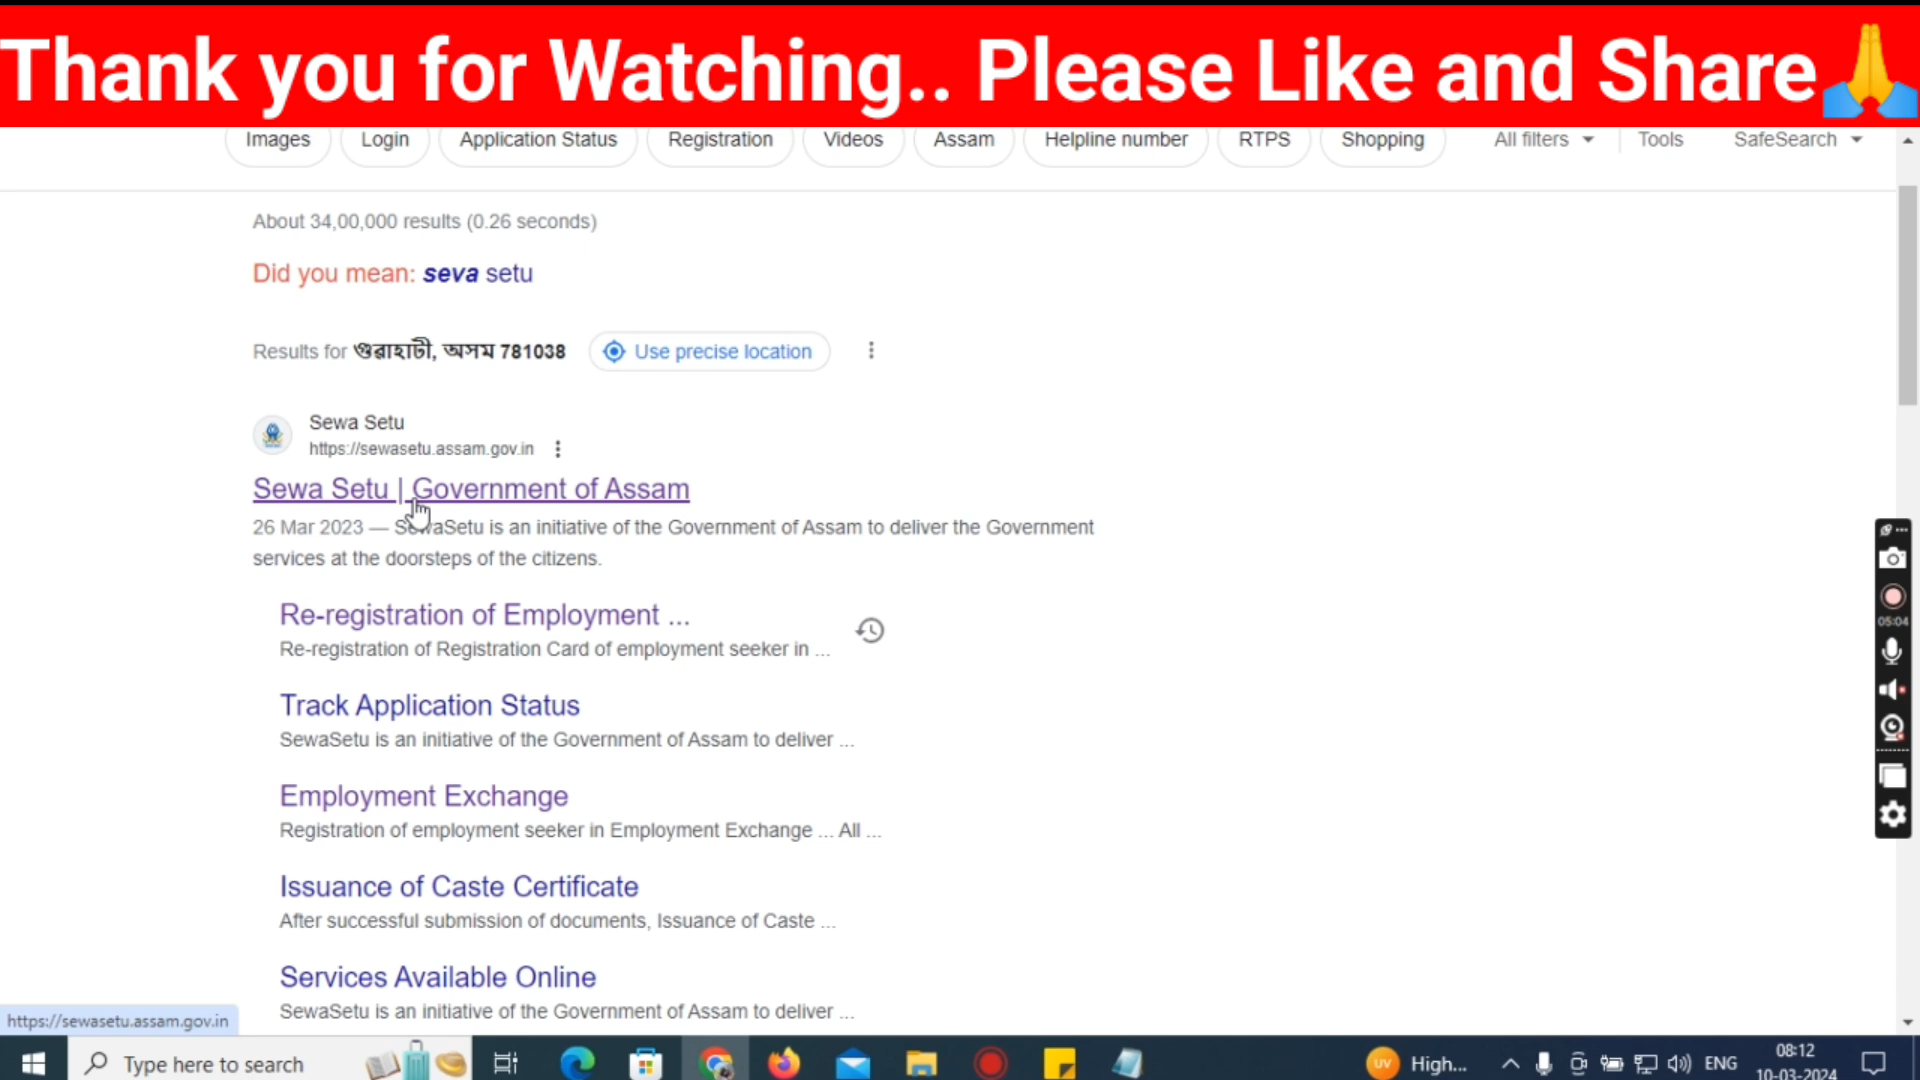 Thank you for Watching.. Please Like and Share
Images Login Application Status Registration Videos Assam Helpline number RTPS Shopping All filters Tools SafeSearch
About 34,00,000 results (0.26 seconds)
Did you mean: seva setu
Results for গুৱাহাটী, অসম 781038 Use precise location
Sewa Setu
https://sewasetu.assam.gov.in
Sewa Setu | Government of Assam
26 Mar 2023 — SewaSetu is an initiative of the Government of Assam to deliver the Government
services at the doorsteps of the citizens.
Re-registration of Employment ...
Re-registration of Registration Card of employment seeker in ...
Track Application Status
SewaSetu is an initiative of the Government of Assam to deliver ...
Employment Exchange
Registration of employment seeker in Employment Exchange ... All ...
Issuance of Caste Certificate
After successful submission of documents, Issuance of Caste ...
Services Available Online
SewaSetu is an initiative of the Government of Assam to deliver ...
05:04
https://sewasetu.assam.gov.in
Type here to search UV High... ENG 08:12
10-03-2024